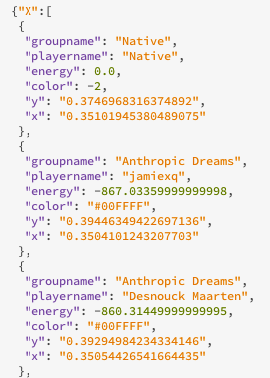 {"X":[
{
"groupname": "Native",
"playername": "Native",
"energy": 0.0,
"color": -2,
"y": "0.3746968316374892",
"x": "0.35101945380489075"
},
{
"groupname": "Anthropic Dreams",
"playername": "jamiexq",
"energy": -867.03359999999998,
"color": "#00FFFF",
"y": "0.39446349422697136",
"x": "0.3504101243207703"
},
{
"groupname": "Anthropic Dreams",
"playername": "Desnouck Maarten",
"energy": -860.31449999999995,
"color": "#00FFFF",
"y": "0.39294984234334146",
"x": "0.35054426541664435"
},